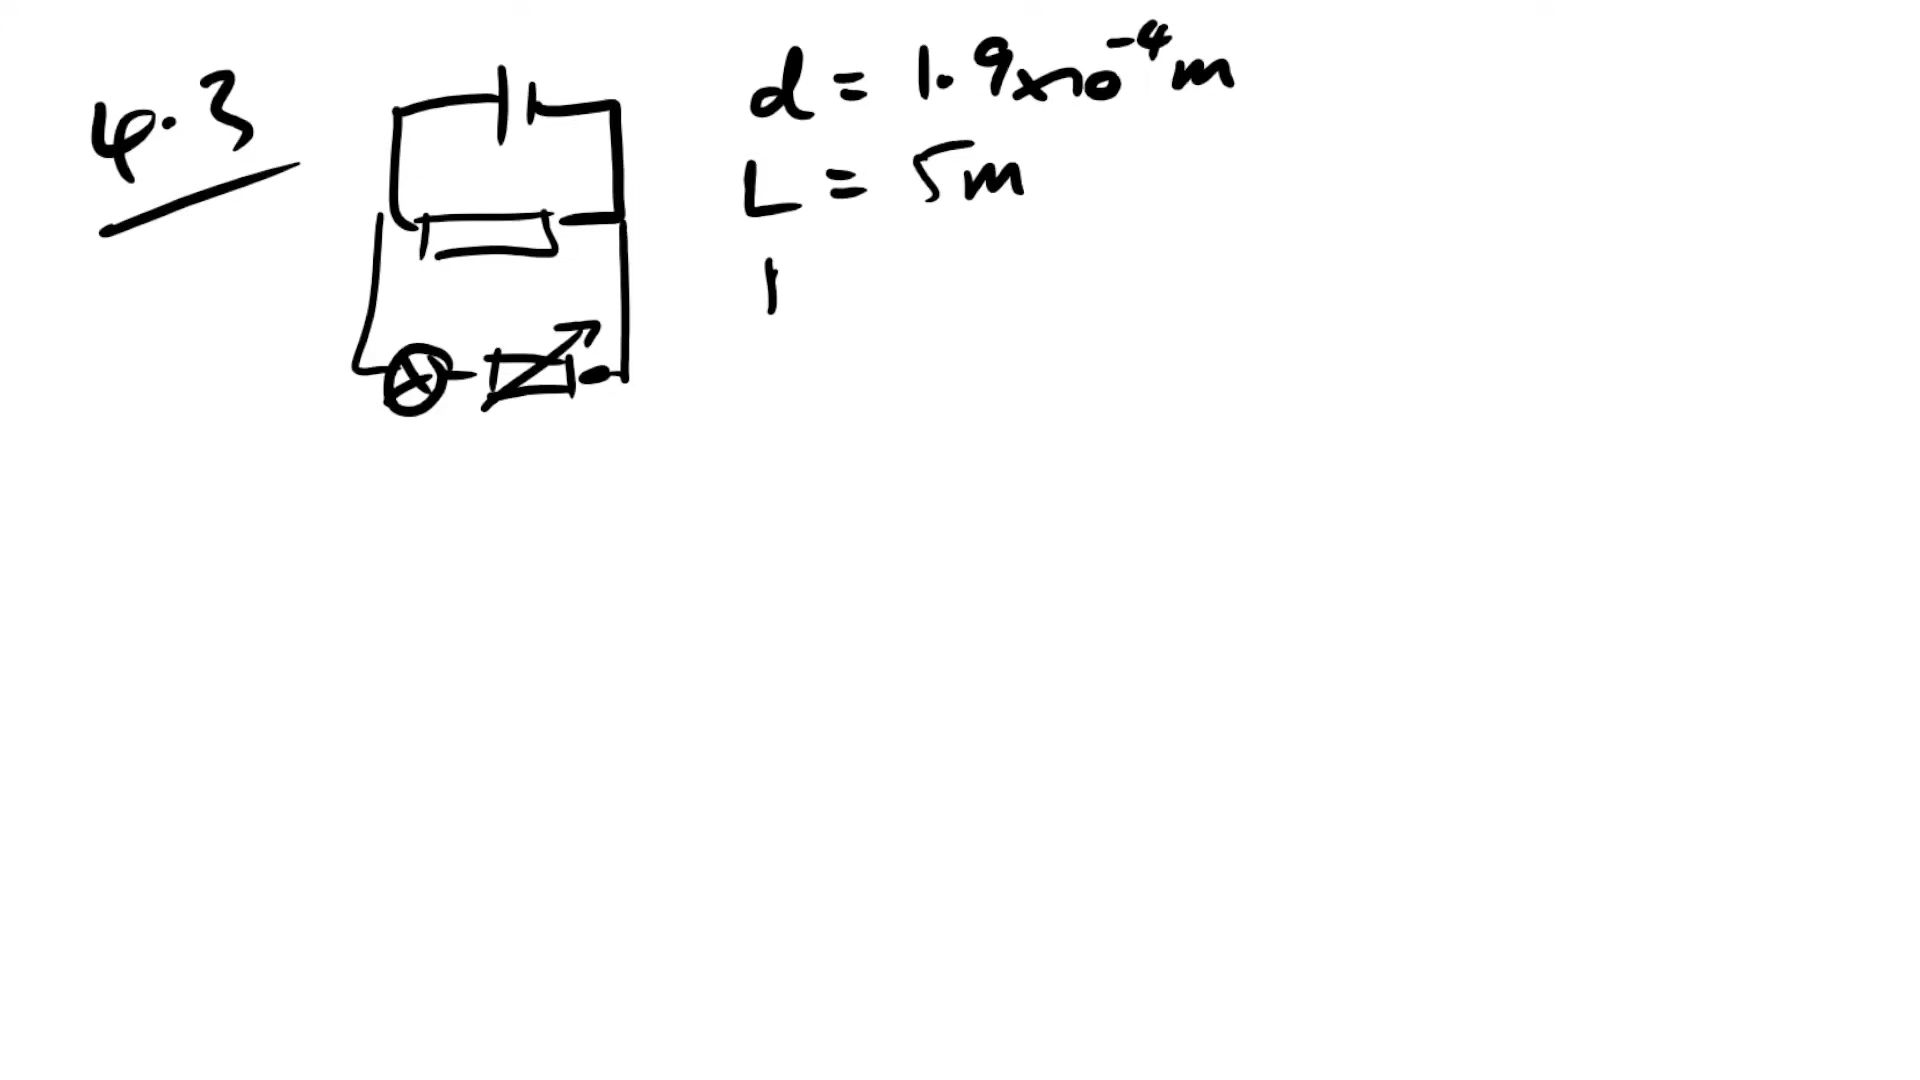 4.3
d = 1.9x10⁻⁴m
L = 5m
I